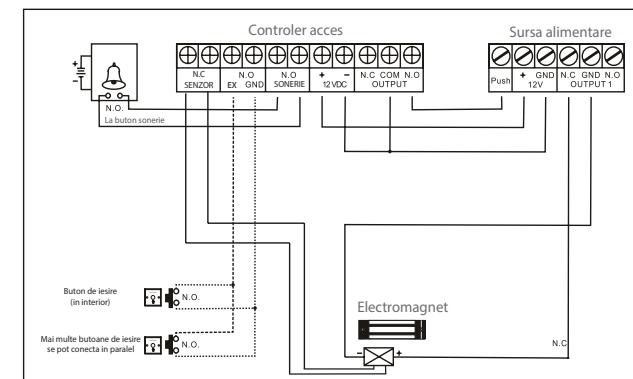 Controler acces
Sursa alimentare
N.C
SENZOR
N.O
EX GND
N.O
SONERIE
+ −
12VDC
N.C COM N.O
OUTPUT
Push
+ GND
12V
N.C GND N.O
OUTPUT 1
+
−
N.O.
La buton sonerie
Buton de iesire
(in interior)
N.O.
Mai multe butoane de iesire
se pot conecta in paralel
N.O.
Electromagnet
− +
N.C